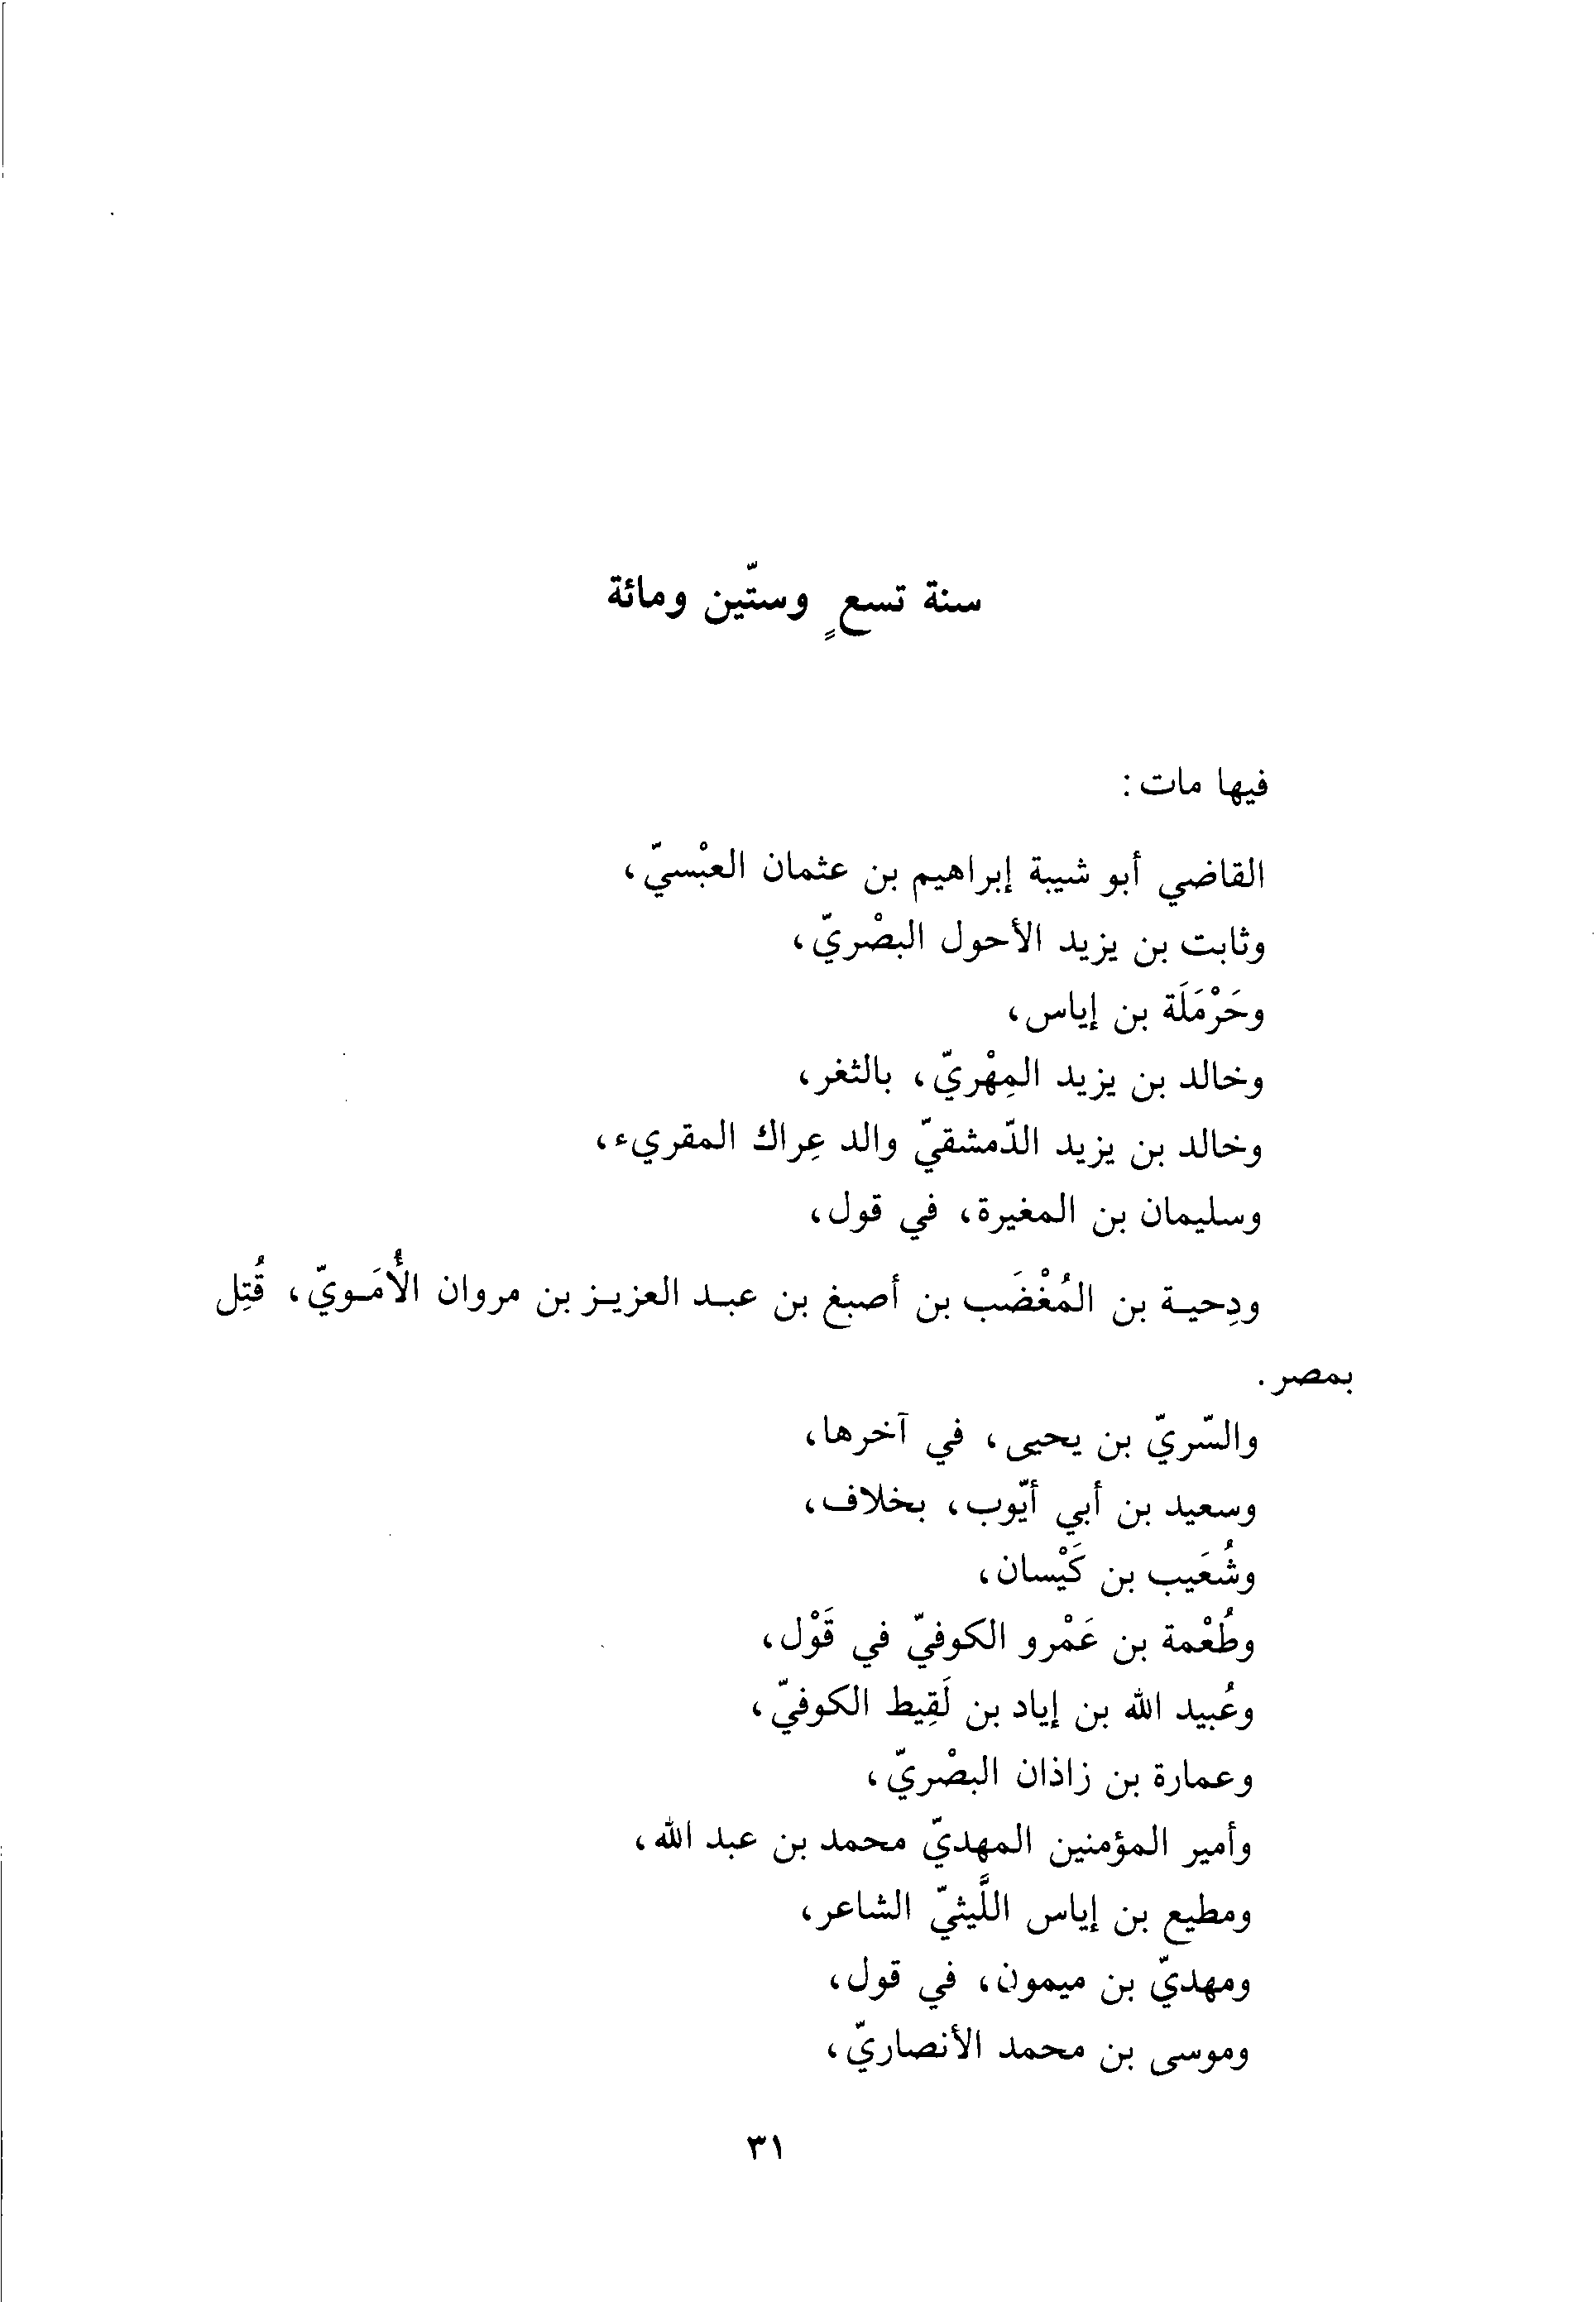 سنة تسعٍ وستّين ومائة
فيها مات:
القاضي أبو شيبة إبراهيم بن عثمان العبْسيّ،
وثابت بن يزيد الأحول البصْريّ،
وحَرْمَلَة بن إياس،
وخالد بن يزيد المِهْريّ، بالثغر،
وخالد بن يزيد الدّمشقيّ والد عِراك المقريء،
وسليمان بن المغيرة، في قول،
ودِحيـة بن المُغْضَب بن أصبغ بن عبـد العزيـز بن مروان الأُمَـويّ، قُتِل
بمصر.
والسّريّ بن يحيى، في آخرها،
وسعيد بن أبي أيّوب، بخلاف،
وشُعَيب بن كَيْسان،
وطُعْمة بن عَمْرو الكوفيّ في قَوْل،
وعُبيد الله بن إياد بن لَقِيط الكوفيّ،
وعمارة بن زاذان البصْريّ،
وأمير المؤمنين المهديّ محمد بن عبد الله،
ومطيع بن إياس اللَّيثيّ الشاعر،
ومهديّ بن ميمون، في قول،
وموسى بن محمد الأنصاريّ،
٣١